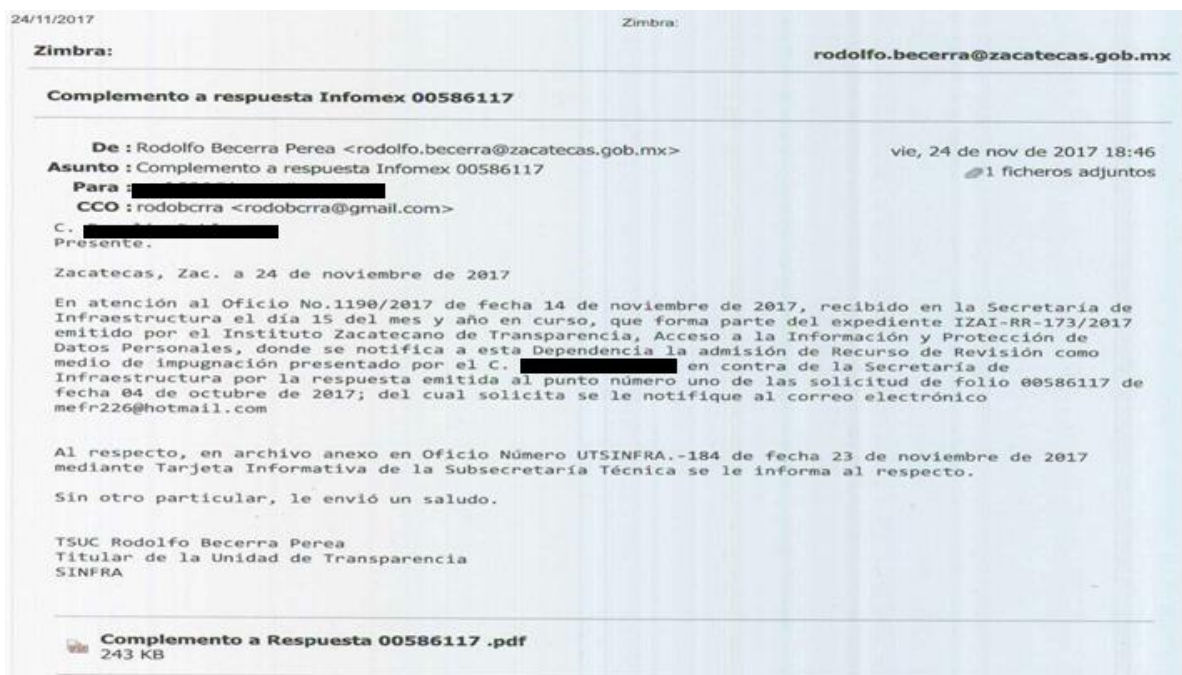 24/11/2017 Zimbra:
Zimbra: rodolfo.becerra@zacatecas.gob.mx
Complemento a respuesta Infomex 00586117
De : Rodolfo Becerra Perea <rodolfo.becerra@zacatecas.gob.mx> vie, 24 de nov de 2017 18:46
Asunto : Complemento a respuesta Infomex 00586117 1 ficheros adjuntos
Para :
CCO : rodobcrra <rodobcrra@gmail.com>
C.
Presente.
Zacatecas, Zac. a 24 de noviembre de 2017
En atención al Oficio No.1190/2017 de fecha 14 de noviembre de 2017, recibido en la Secretaría de
Infraestructura el día 15 del mes y año en curso, que forma parte del expediente IZAI-RR-173/2017
emitido por el Instituto Zacatecano de Transparencia, Acceso a la Información y Protección de
Datos Personales, donde se notifica a esta Dependencia la admisión de Recurso de Revisión como
medio de impugnación presentado por el C. en contra de la Secretaría de
Infraestructura por la respuesta emitida al punto número uno de las solicitud de folio 00586117 de
fecha 04 de octubre de 2017; del cual solicita se le notifique al correo electrónico
mefr226@hotmail.com
Al respecto, en archivo anexo en Oficio Número UTSINFRA.-184 de fecha 23 de noviembre de 2017
mediante Tarjeta Informativa de la Subsecretaría Técnica se le informa al respecto.
Sin otro particular, le envió un saludo.
TSUC Rodolfo Becerra Perea
Titular de la Unidad de Transparencia
SINFRA
Complemento a Respuesta 00586117 .pdf
243 KB